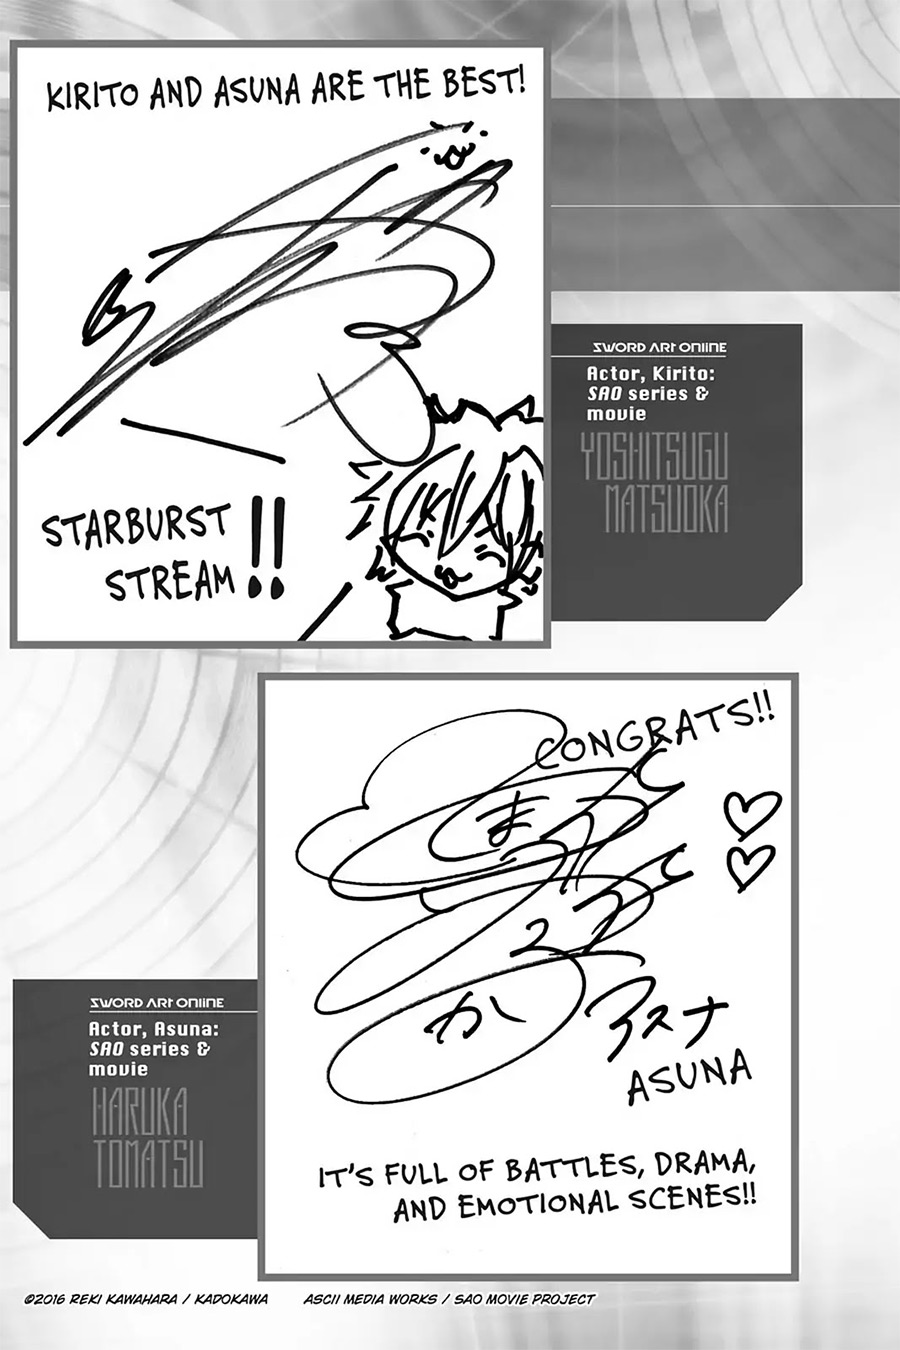 KIRITO AND ASUNA ARE THE BEST!
STARBURST
STREAM!!
SWORD ART ONLINE
Actor, Kirito:
SAO series &
movie
YOSHITSUGU
MATSUOKA
CONGRATS!!
アスナ
ASUNA
IT'S FULL OF BATTLES, DRAMA,
AND EMOTIONAL SCENES!!
SWORD ART ONLINE
Actor, Asuna:
SAO series &
movie
HARUKA
TOMATSU
©2016 REKI KAWAHARA / KADOKAWA ASCII MEDIA WORKS / SAO MOVIE PROJECT